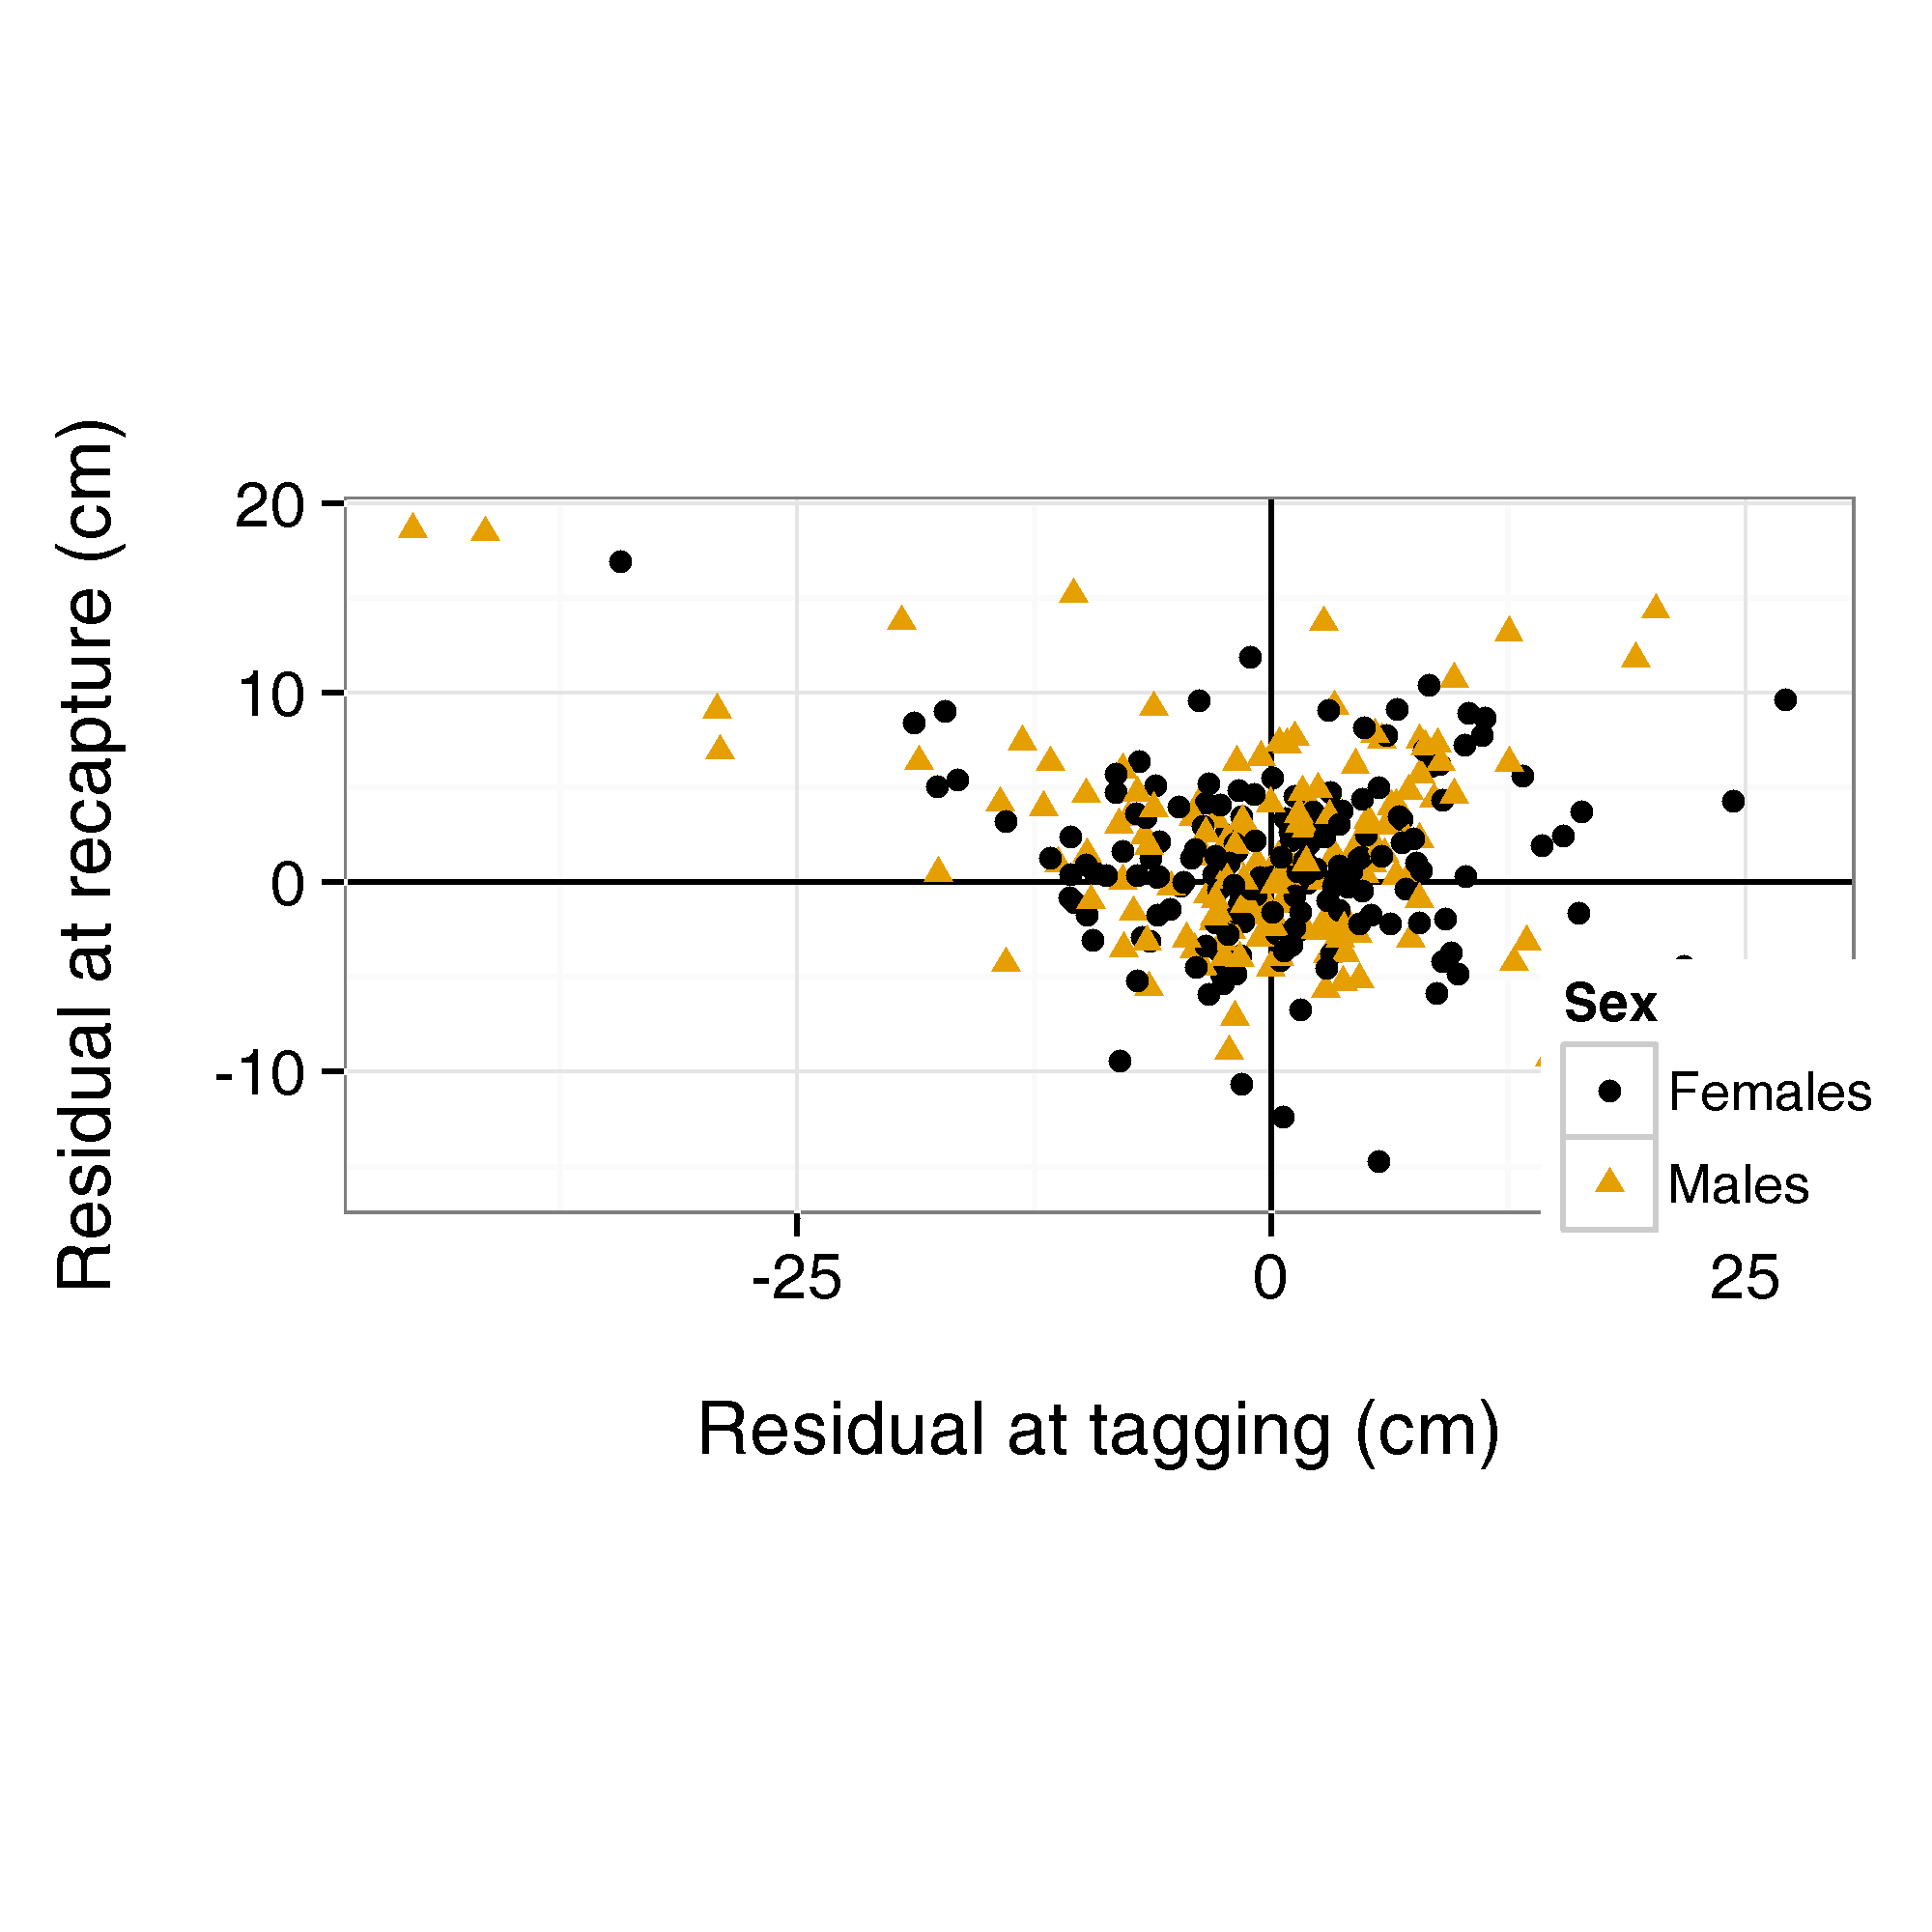 Residual at recapture (cm)
20
10
0
-10
Sex
Females
Males
-25
0
25
Residual at tagging (cm)